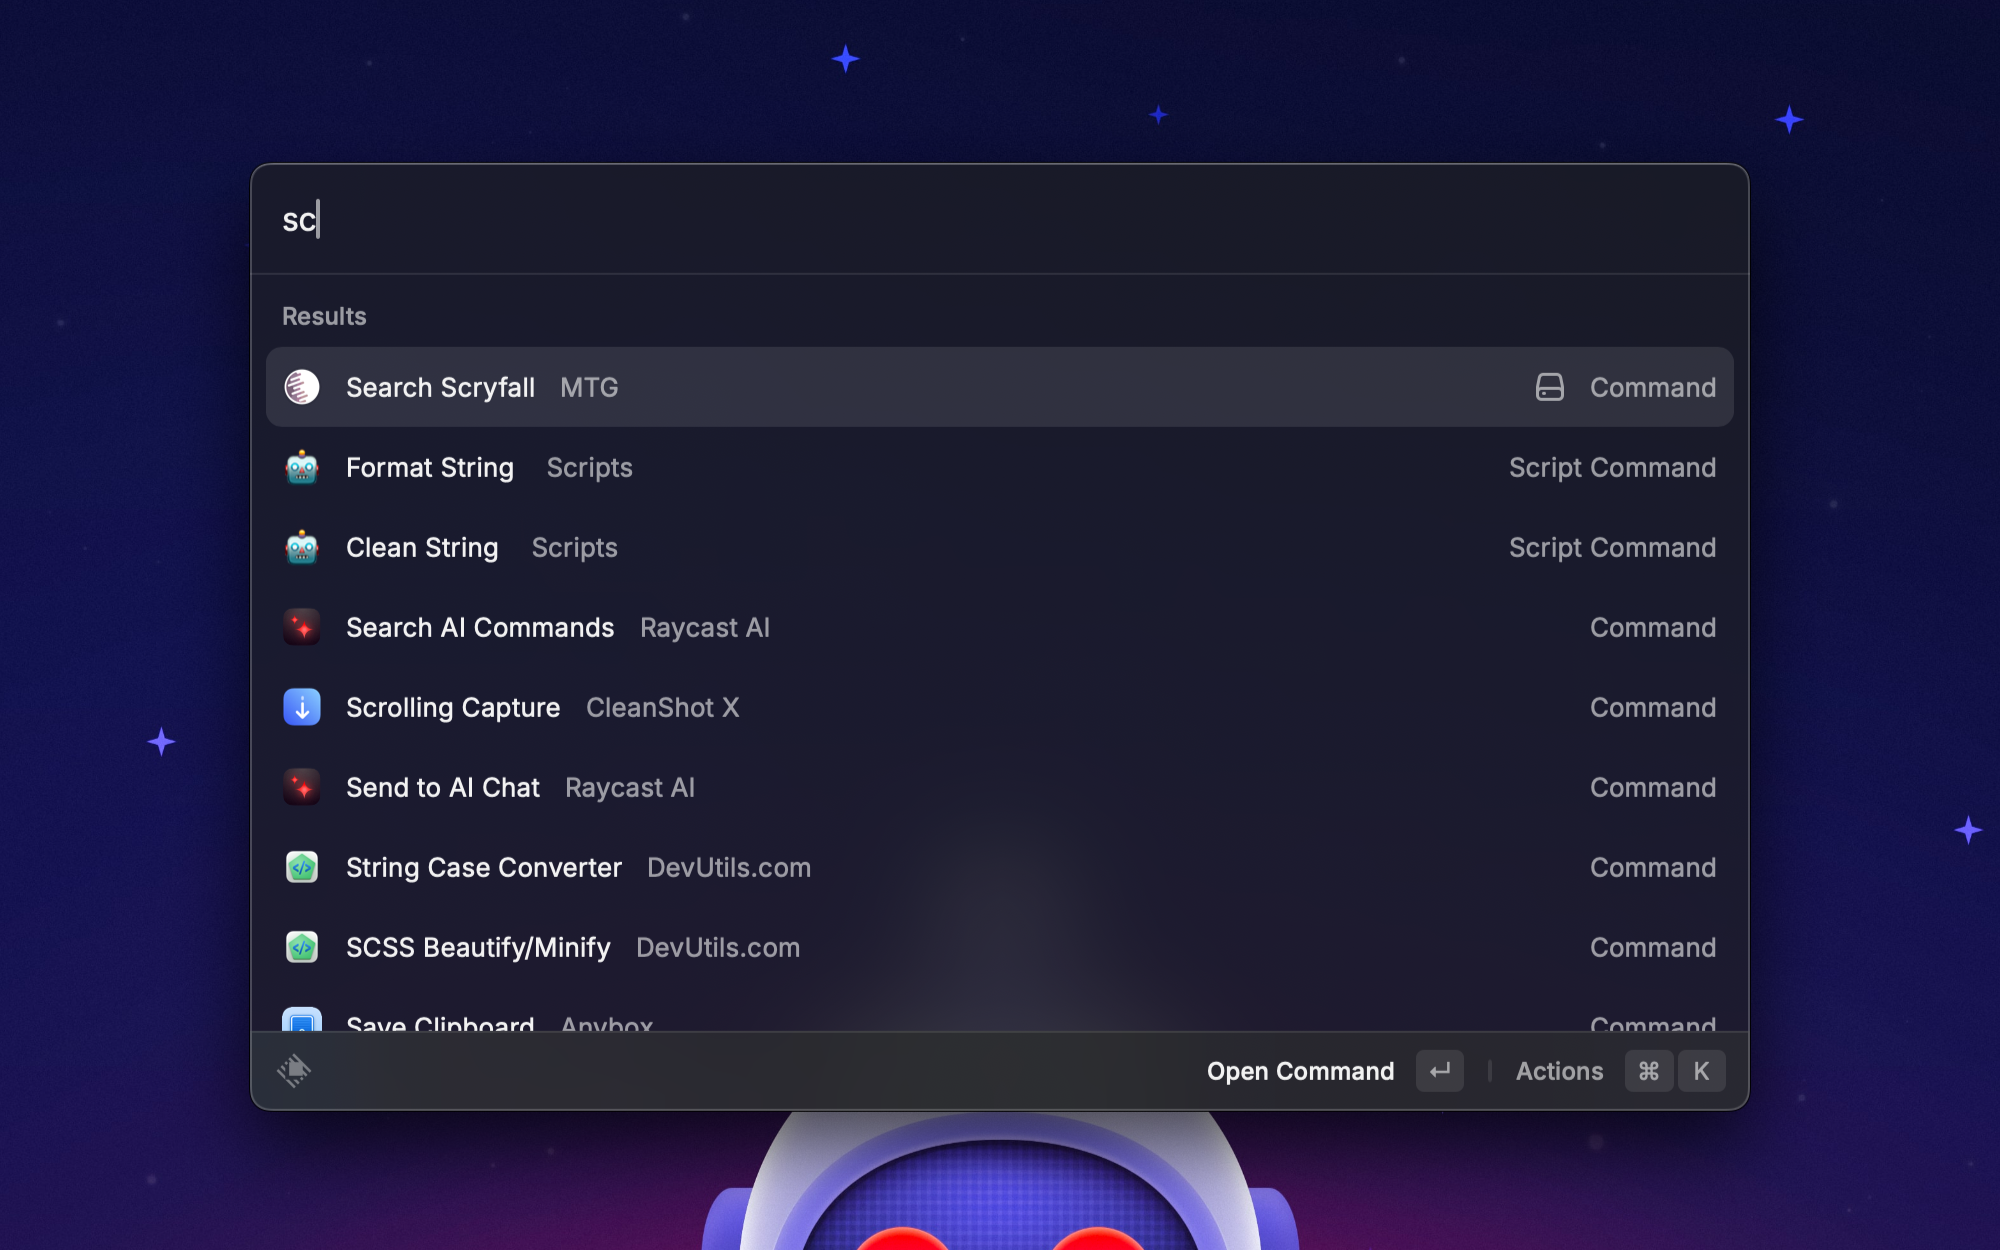 sc
Results
Search Scryfall MTG Command
Format String Scripts Script Command
Clean String Scripts Script Command
Search AI Commands Raycast AI Command
Scrolling Capture CleanShot X Command
Send to AI Chat Raycast AI Command
String Case Converter DevUtils.com Command
SCSS Beautify/Minify DevUtils.com Command
Save Clipboard Anybox Command
Open Command ↵ Actions ⌘ K